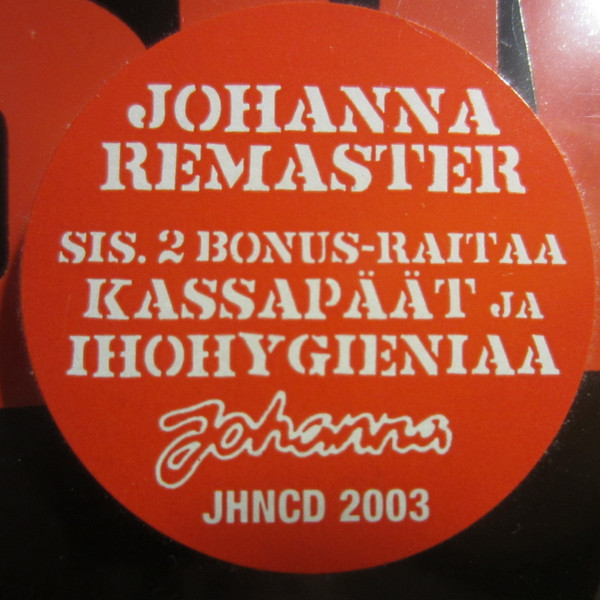 JOHANNA
REMASTER
SIS. 2 BONUS-RAITAA
KASSAPÄÄT JA
IHOHYGIENIAA
Johanna
JHNCD 2003